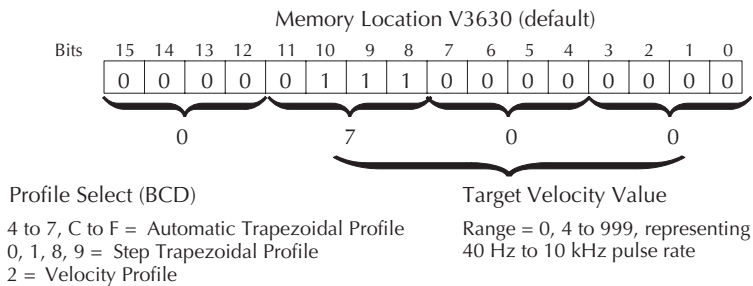 Memory Location V3630 (default)
Bits 15 14 13 12 11 10 9 8 7 6 5 4 3 2 1 0
0 0 0 0 0 1 1 1 0 0 0 0 0 0 0 0
0 7 0 0
Profile Select (BCD)
4 to 7, C to F = Automatic Trapezoidal Profile
0, 1, 8, 9 = Step Trapezoidal Profile
2 = Velocity Profile
Target Velocity Value
Range = 0, 4 to 999, representing
40 Hz to 10 kHz pulse rate